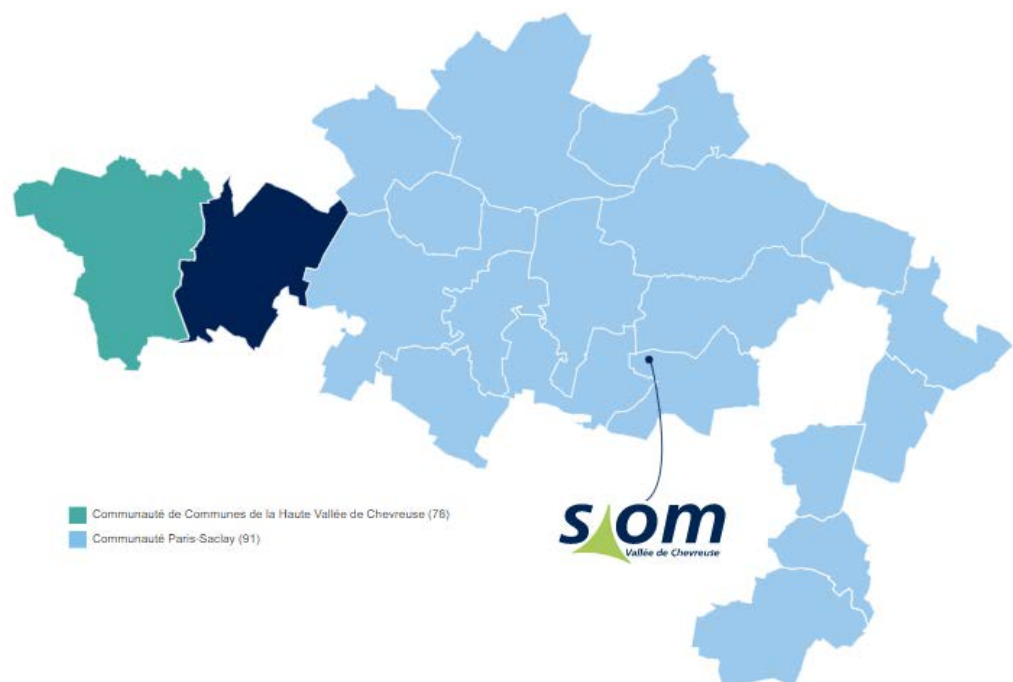 Communauté de Communes de la Haute Vallée de Chevreuse (78)
Communauté Paris-Saclay (91)
siom
Vallée de Chevreuse